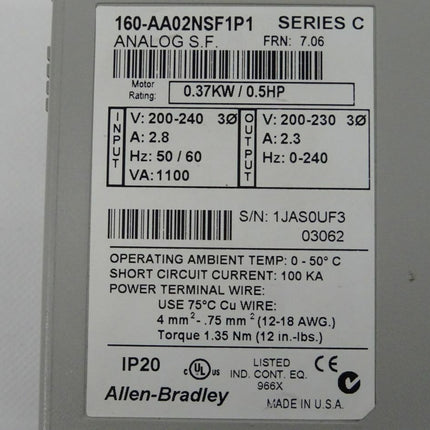 160-AA02NSF1P1 SERIES C
ANALOG S.F. FRN: 7.06
Motor Rating: 0.37KW / 0.5HP
INPUT
V: 200-240 3Ø
A: 2.8
Hz: 50 / 60
VA: 1100
OUTPUT
V: 200-230 3Ø
A: 2.3
Hz: 0-240
S/N: 1JAS0UF3
03062
OPERATING AMBIENT TEMP: 0 - 50° C
SHORT CIRCUIT CURRENT: 100 KA
POWER TERMINAL WIRE:
USE 75°C Cu WIRE:
4 mm²- .75 mm² (12-18 AWG.)
Torque 1.35 Nm (12 in.-lbs.)
IP20 c UL us LISTED IND. CONT. EQ. 966X CE
Allen-Bradley MADE IN U.S.A.